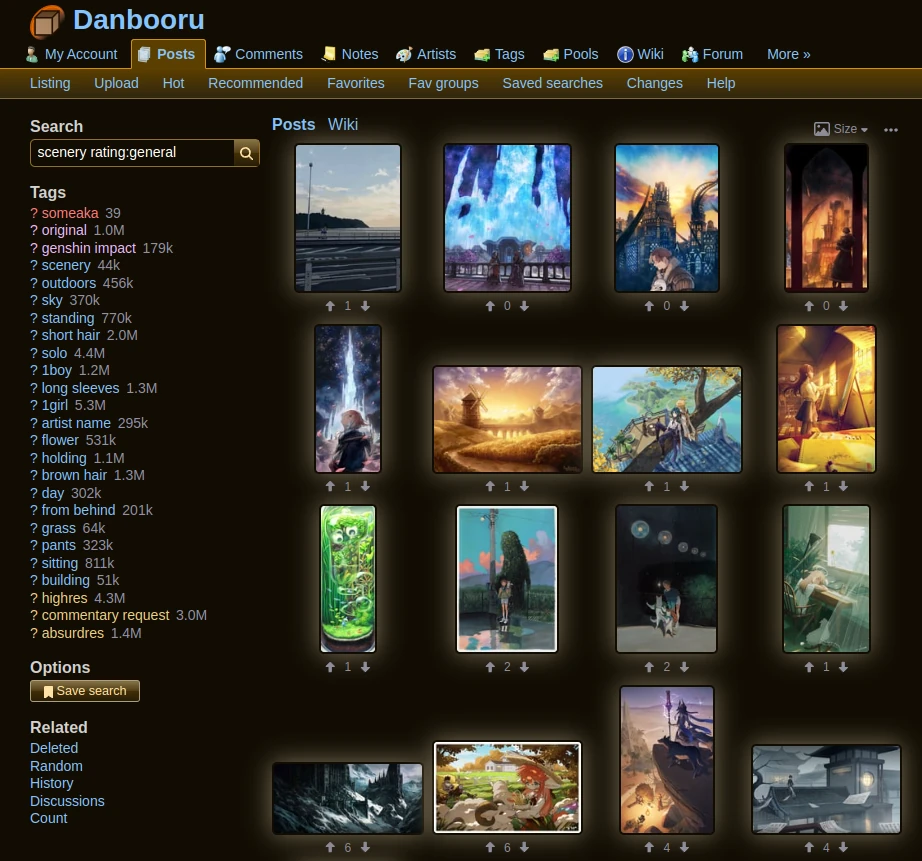 Danbooru
My Account Posts Comments Notes Artists Tags Pools Wiki Forum More »
Listing Upload Hot Recommended Favorites Fav groups Saved searches Changes Help
Search
scenery rating:general
Tags
? someaka 39
? original 1.0M
? genshin impact 179k
? scenery 44k
? outdoors 456k
? sky 370k
? standing 770k
? short hair 2.0M
? solo 4.4M
? 1boy 1.2M
? long sleeves 1.3M
? 1girl 5.3M
? artist name 295k
? flower 531k
? holding 1.1M
? brown hair 1.3M
? day 302k
? from behind 201k
? grass 64k
? pants 323k
? sitting 811k
? building 51k
? highres 4.3M
? commentary request 3.0M
? absurdres 1.4M
Options
Save search
Related
Deleted
Random
History
Discussions
Count
Posts Wiki
Size
1 0 0 0
1 1 1 1
1 2 2 1
6 6 4 4